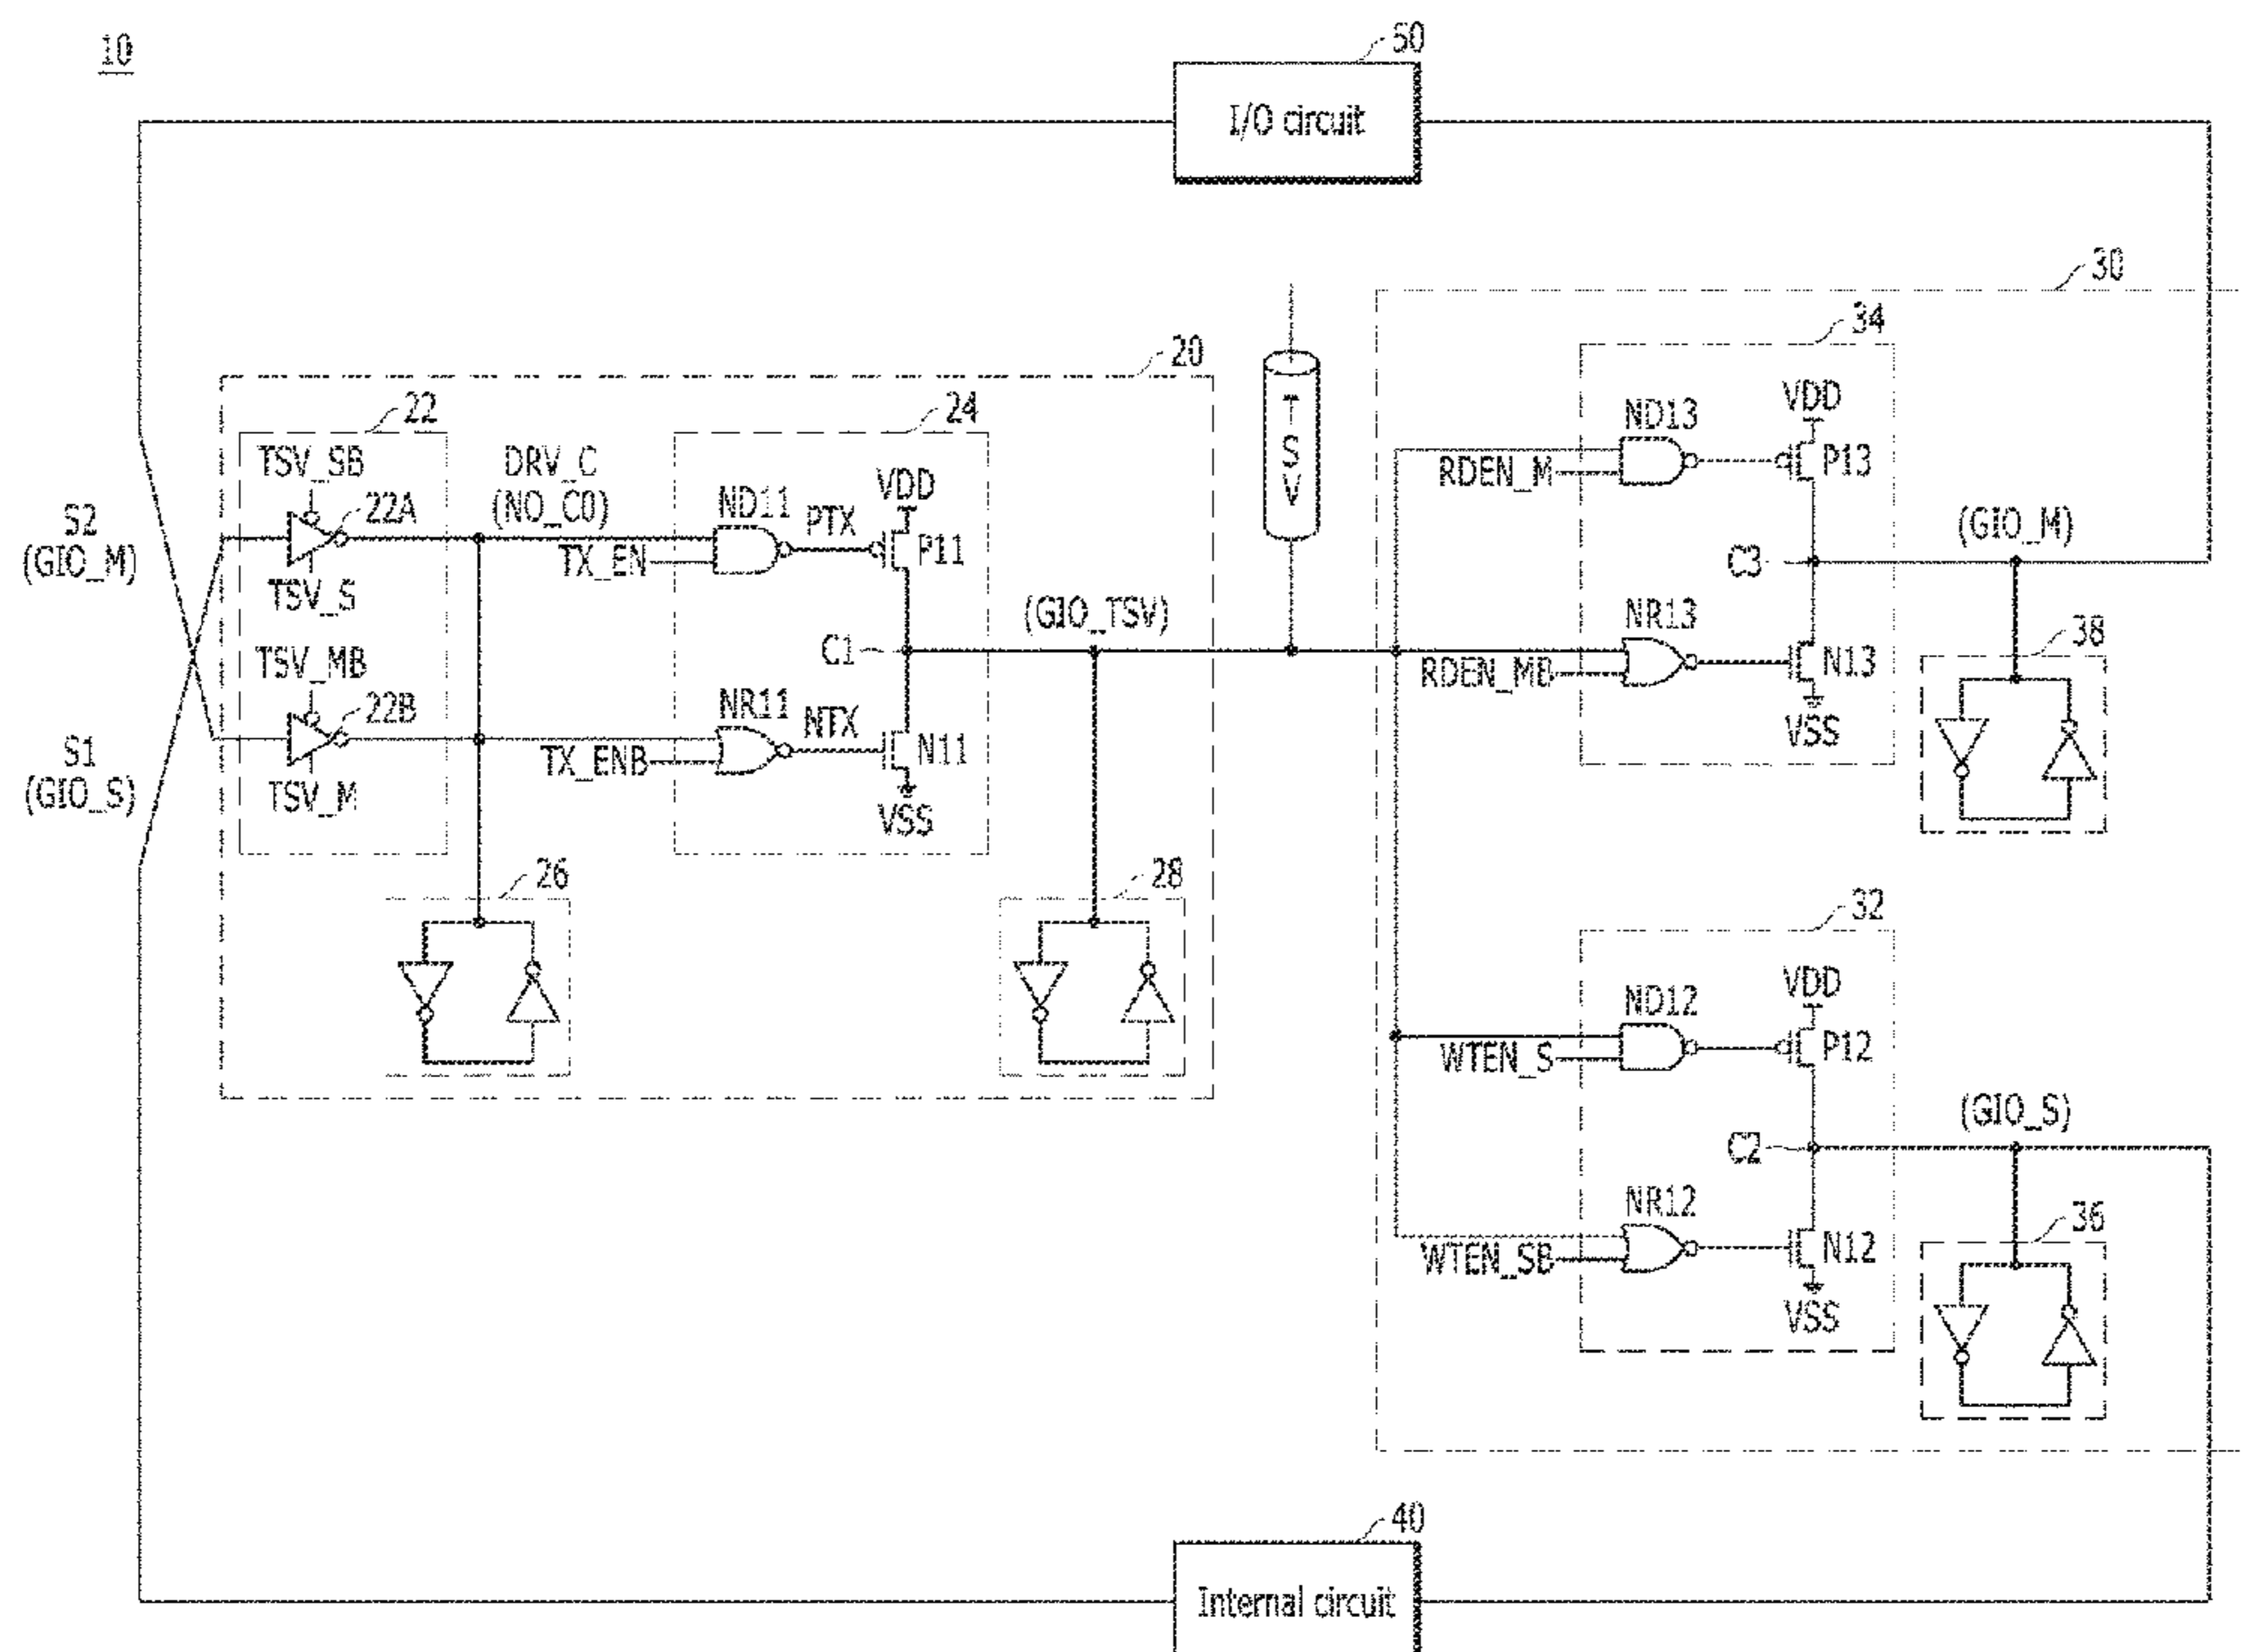 10
50
I/O circuit
30
34
20
22
24
TSV_SB
22A
TSV_S
TSV_MB
22B
TSV_M
S2
(GIO_M)
S1
(GIO_S)
DRV_C
(NO_C0)
ND11
TX_EN
PTX
VDD
P11
C1
NR11
TX_ENB
NTX
N11
VSS
(GIO_TSV)
TSV
26
28
ND13
RDEN_M
VDD
P13
C3
(GIO_M)
NR13
RDEN_MB
N13
VSS
38
32
ND12
WTEN_S
VDD
P12
C2
(GIO_S)
NR12
WTEN_SB
N12
VSS
36
40
Internal circuit